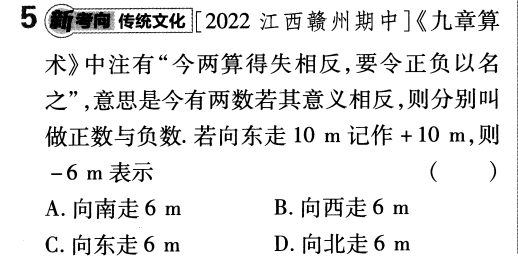 5 新考向 传统文化 [2022 江西赣州期中]《九章算
术》中注有“今两算得失相反,要令正负以名
之”,意思是今有两数若其意义相反,则分别叫
做正数与负数. 若向东走 10 m 记作 +10 m,则
-6 m 表示 ( )
A. 向南走 6 m B. 向西走 6 m
C. 向东走 6 m D. 向北走 6 m